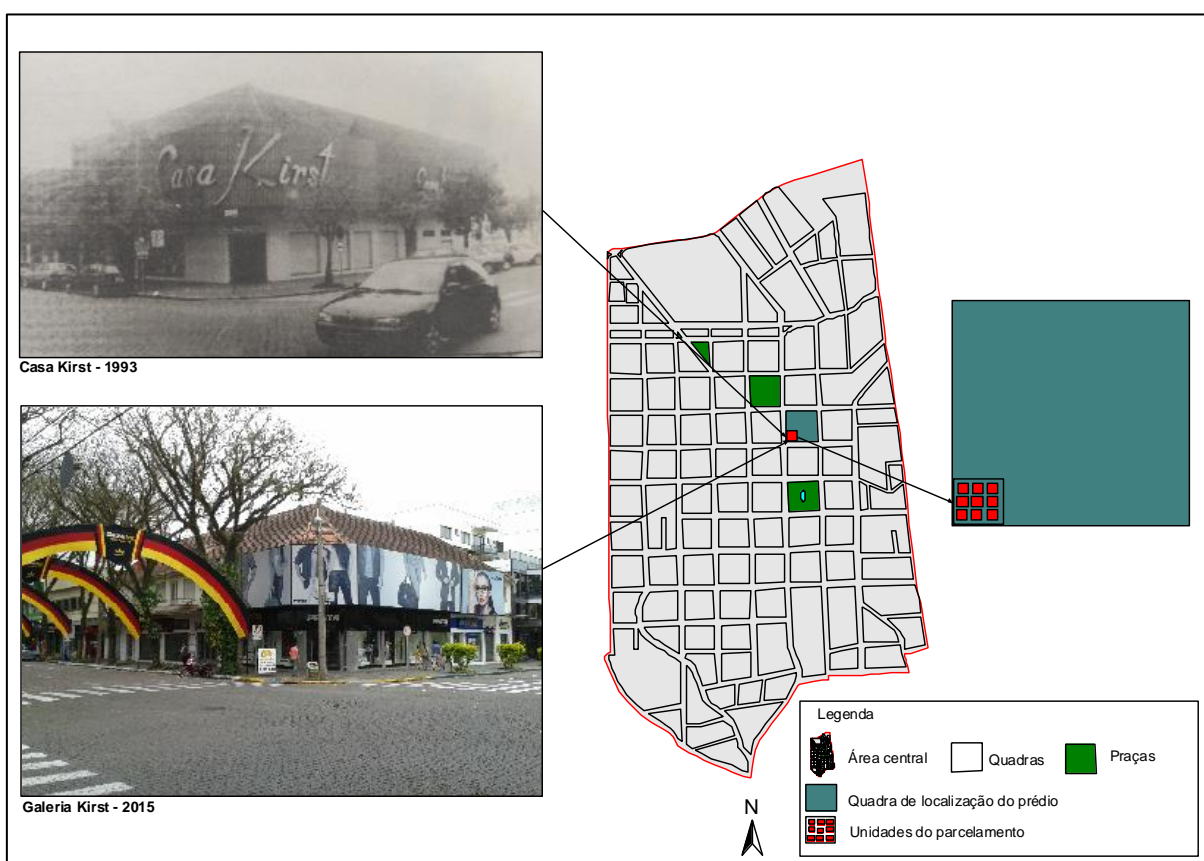 Casa Kirst
Casa Kirst - 1993
Galeria Kirst - 2015
N
Legenda
Área central
Quadras
Praças
Quadra de localização do prédio
Unidades do parcelamento